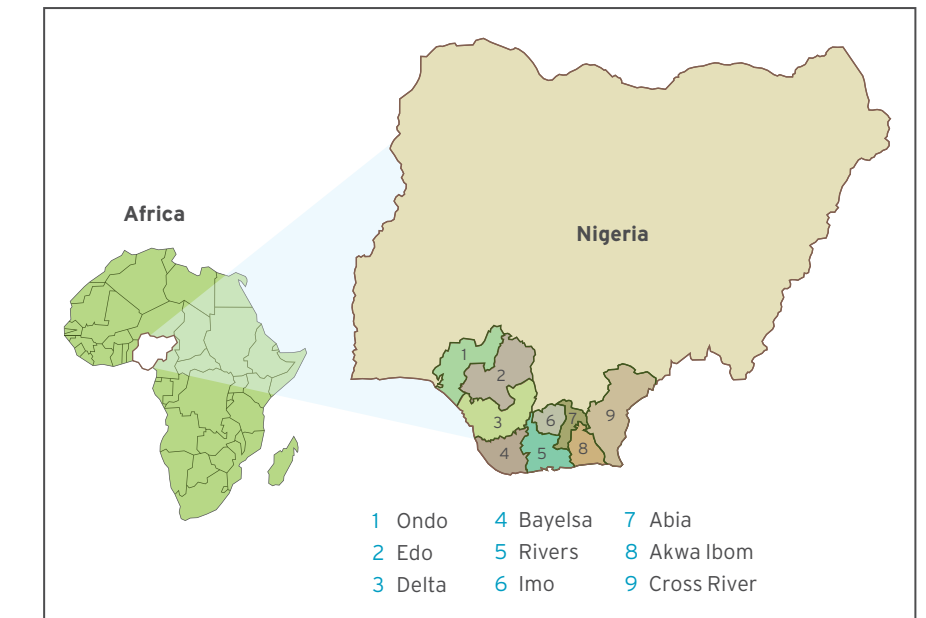 Africa
Nigeria
1
2
3
4
5
6
7
8
9
1 Ondo
2 Edo
3 Delta
4 Bayelsa
5 Rivers
6 Imo
7 Abia
8 Akwa Ibom
9 Cross River